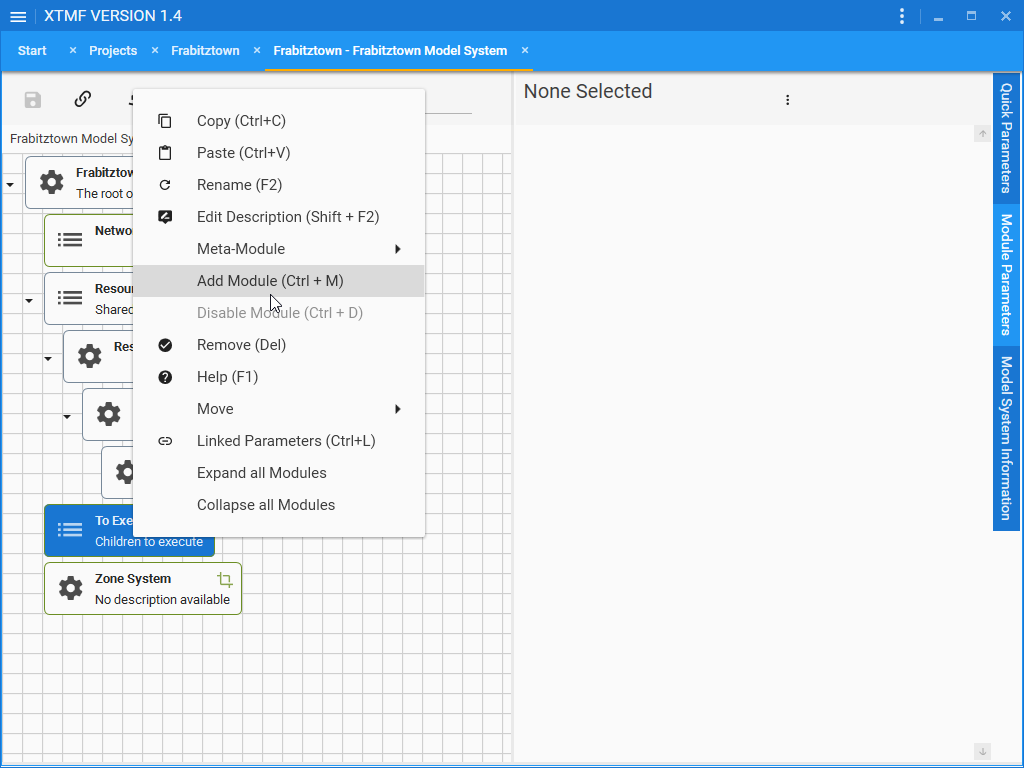 XTMF VERSION 1.4
Start
Projects
Frabitztown
Frabitztown - Frabitztown Model System
None Selected
Quick Parameters
Module Parameters
Model System Information
Frabitztown Model Sy
Frabitztow
The root o
Netwo
Resou
Shared
Res
To Exe
Children to execute
Zone System
No description available
Copy (Ctrl+C)
Paste (Ctrl+V)
Rename (F2)
Edit Description (Shift + F2)
Meta-Module
Add Module (Ctrl + M)
Disable Module (Ctrl + D)
Remove (Del)
Help (F1)
Move
Linked Parameters (Ctrl+L)
Expand all Modules
Collapse all Modules